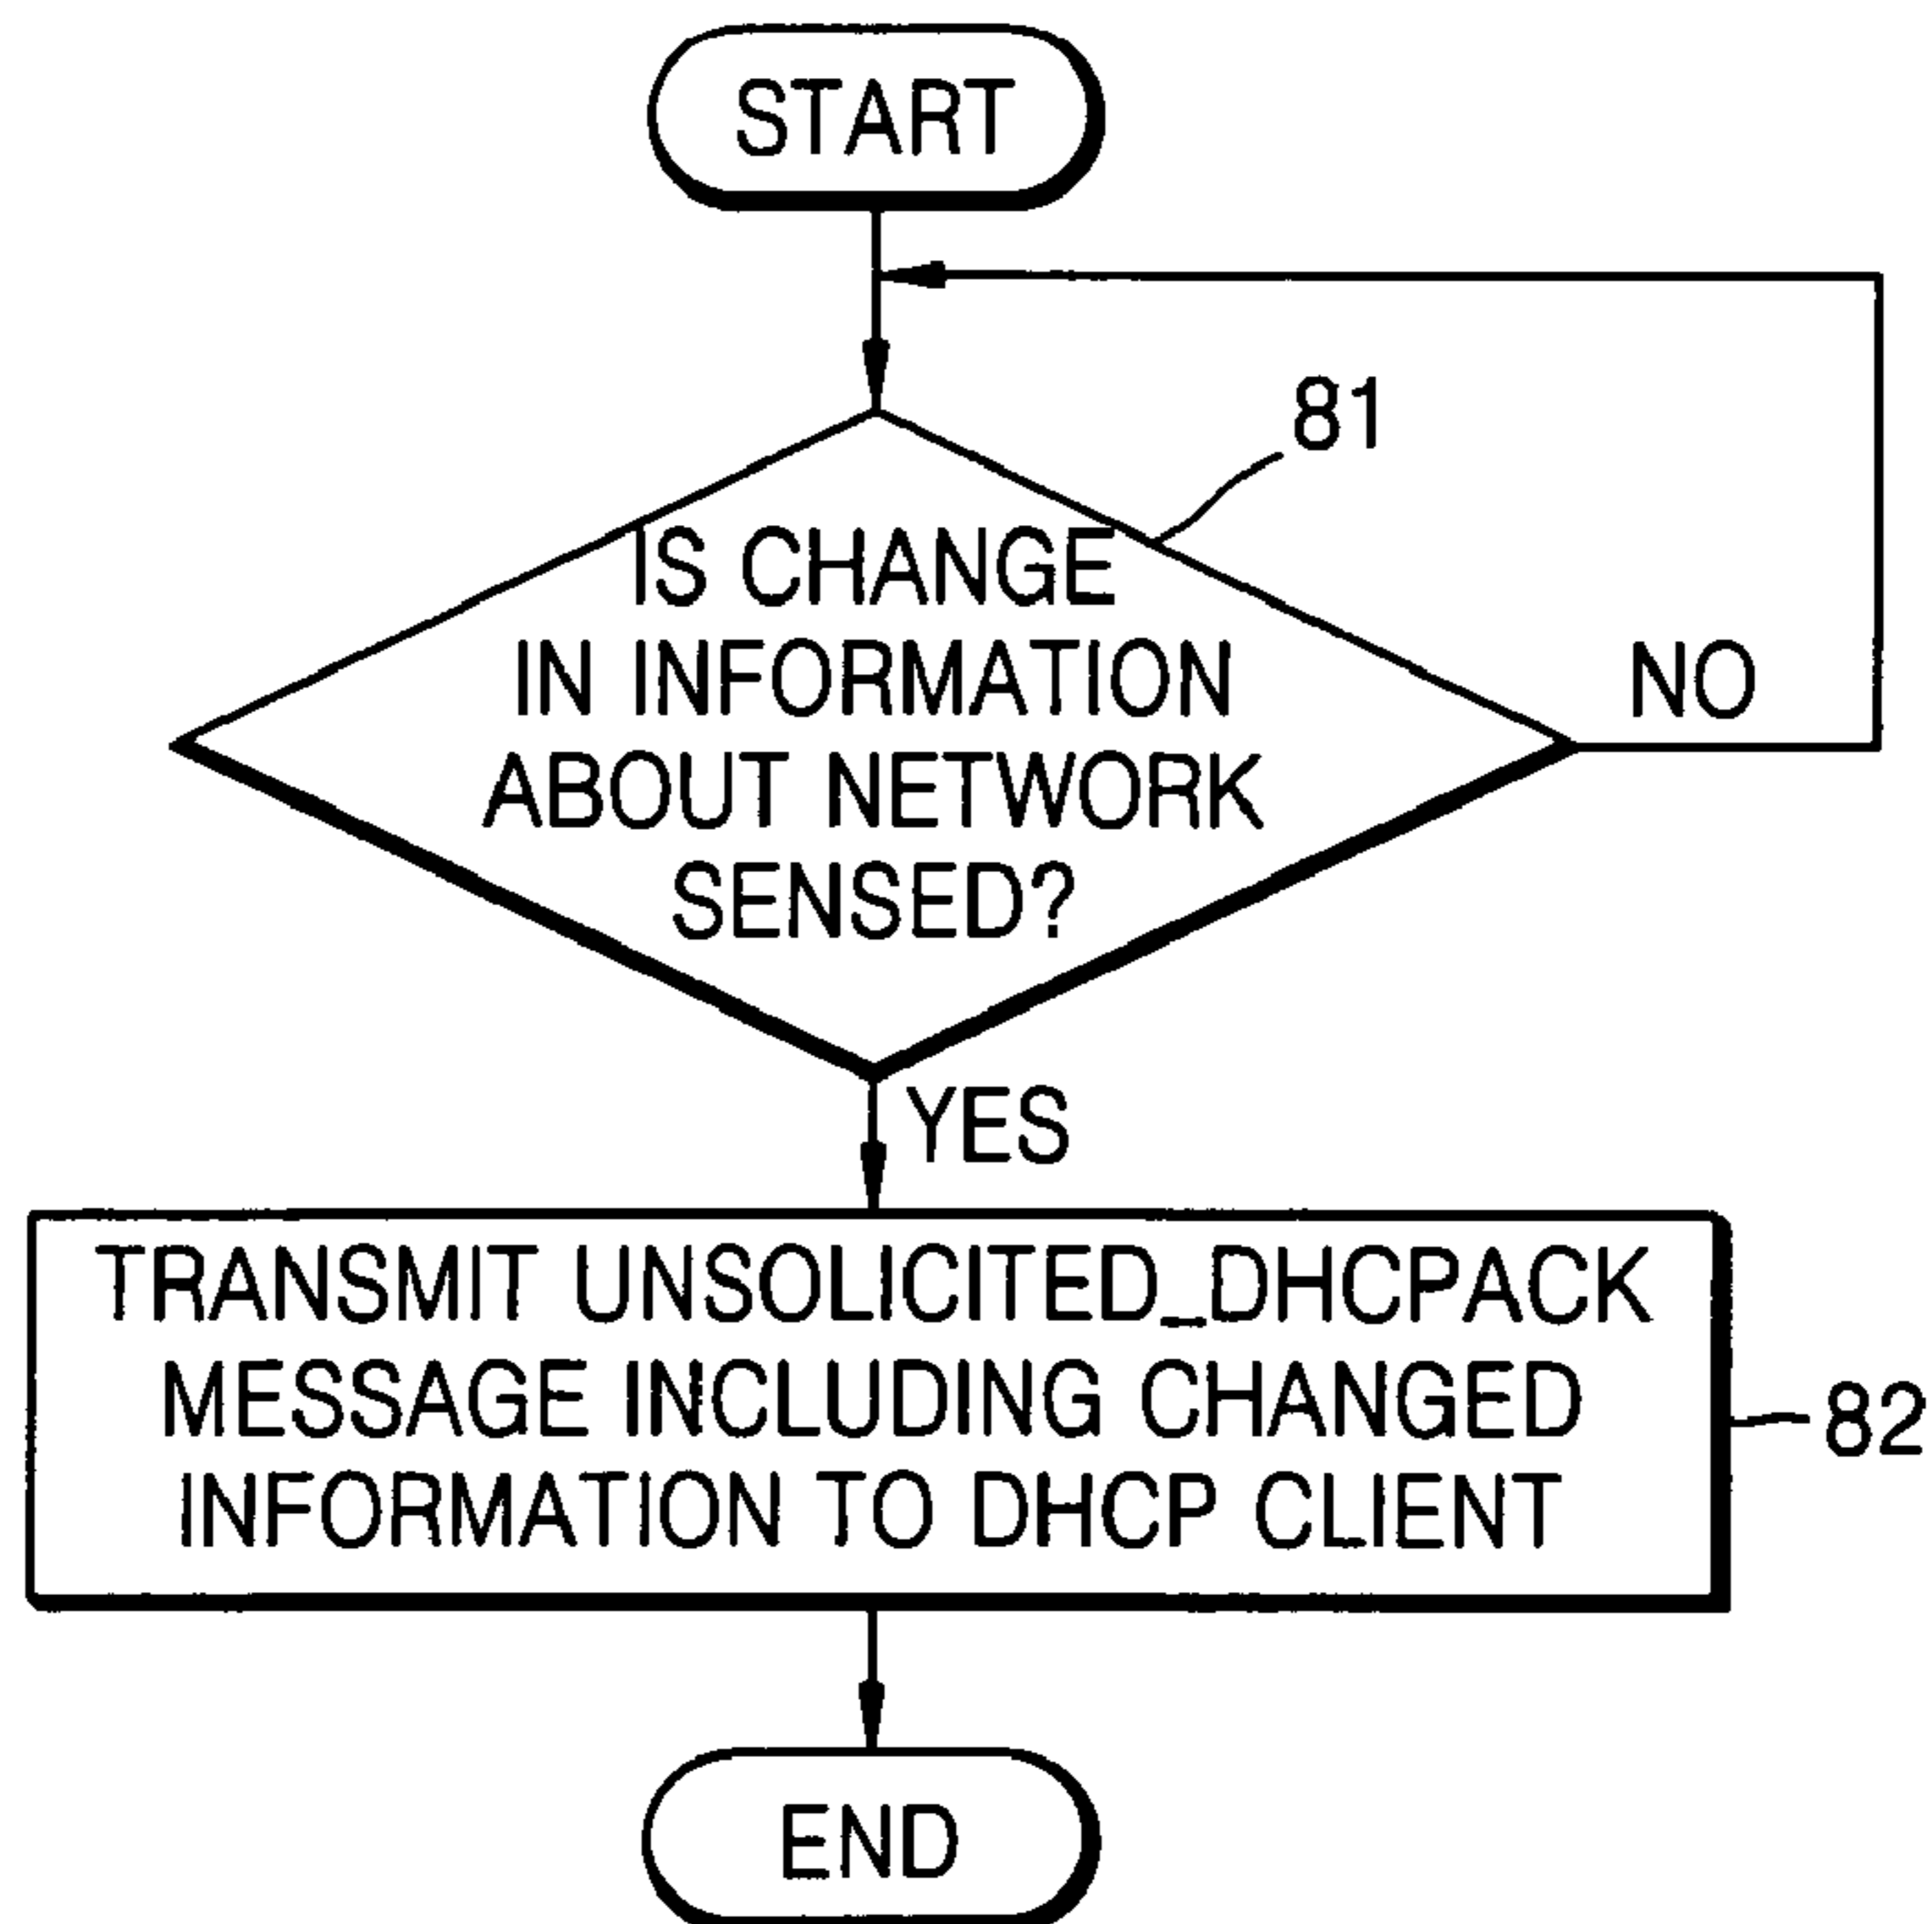 START
81
IS CHANGE
IN INFORMATION
ABOUT NETWORK
SENSED?
NO
YES
TRANSMIT UNSOLICITED_DHCPACK
MESSAGE INCLUDING CHANGED
INFORMATION TO DHCP CLIENT
82
END